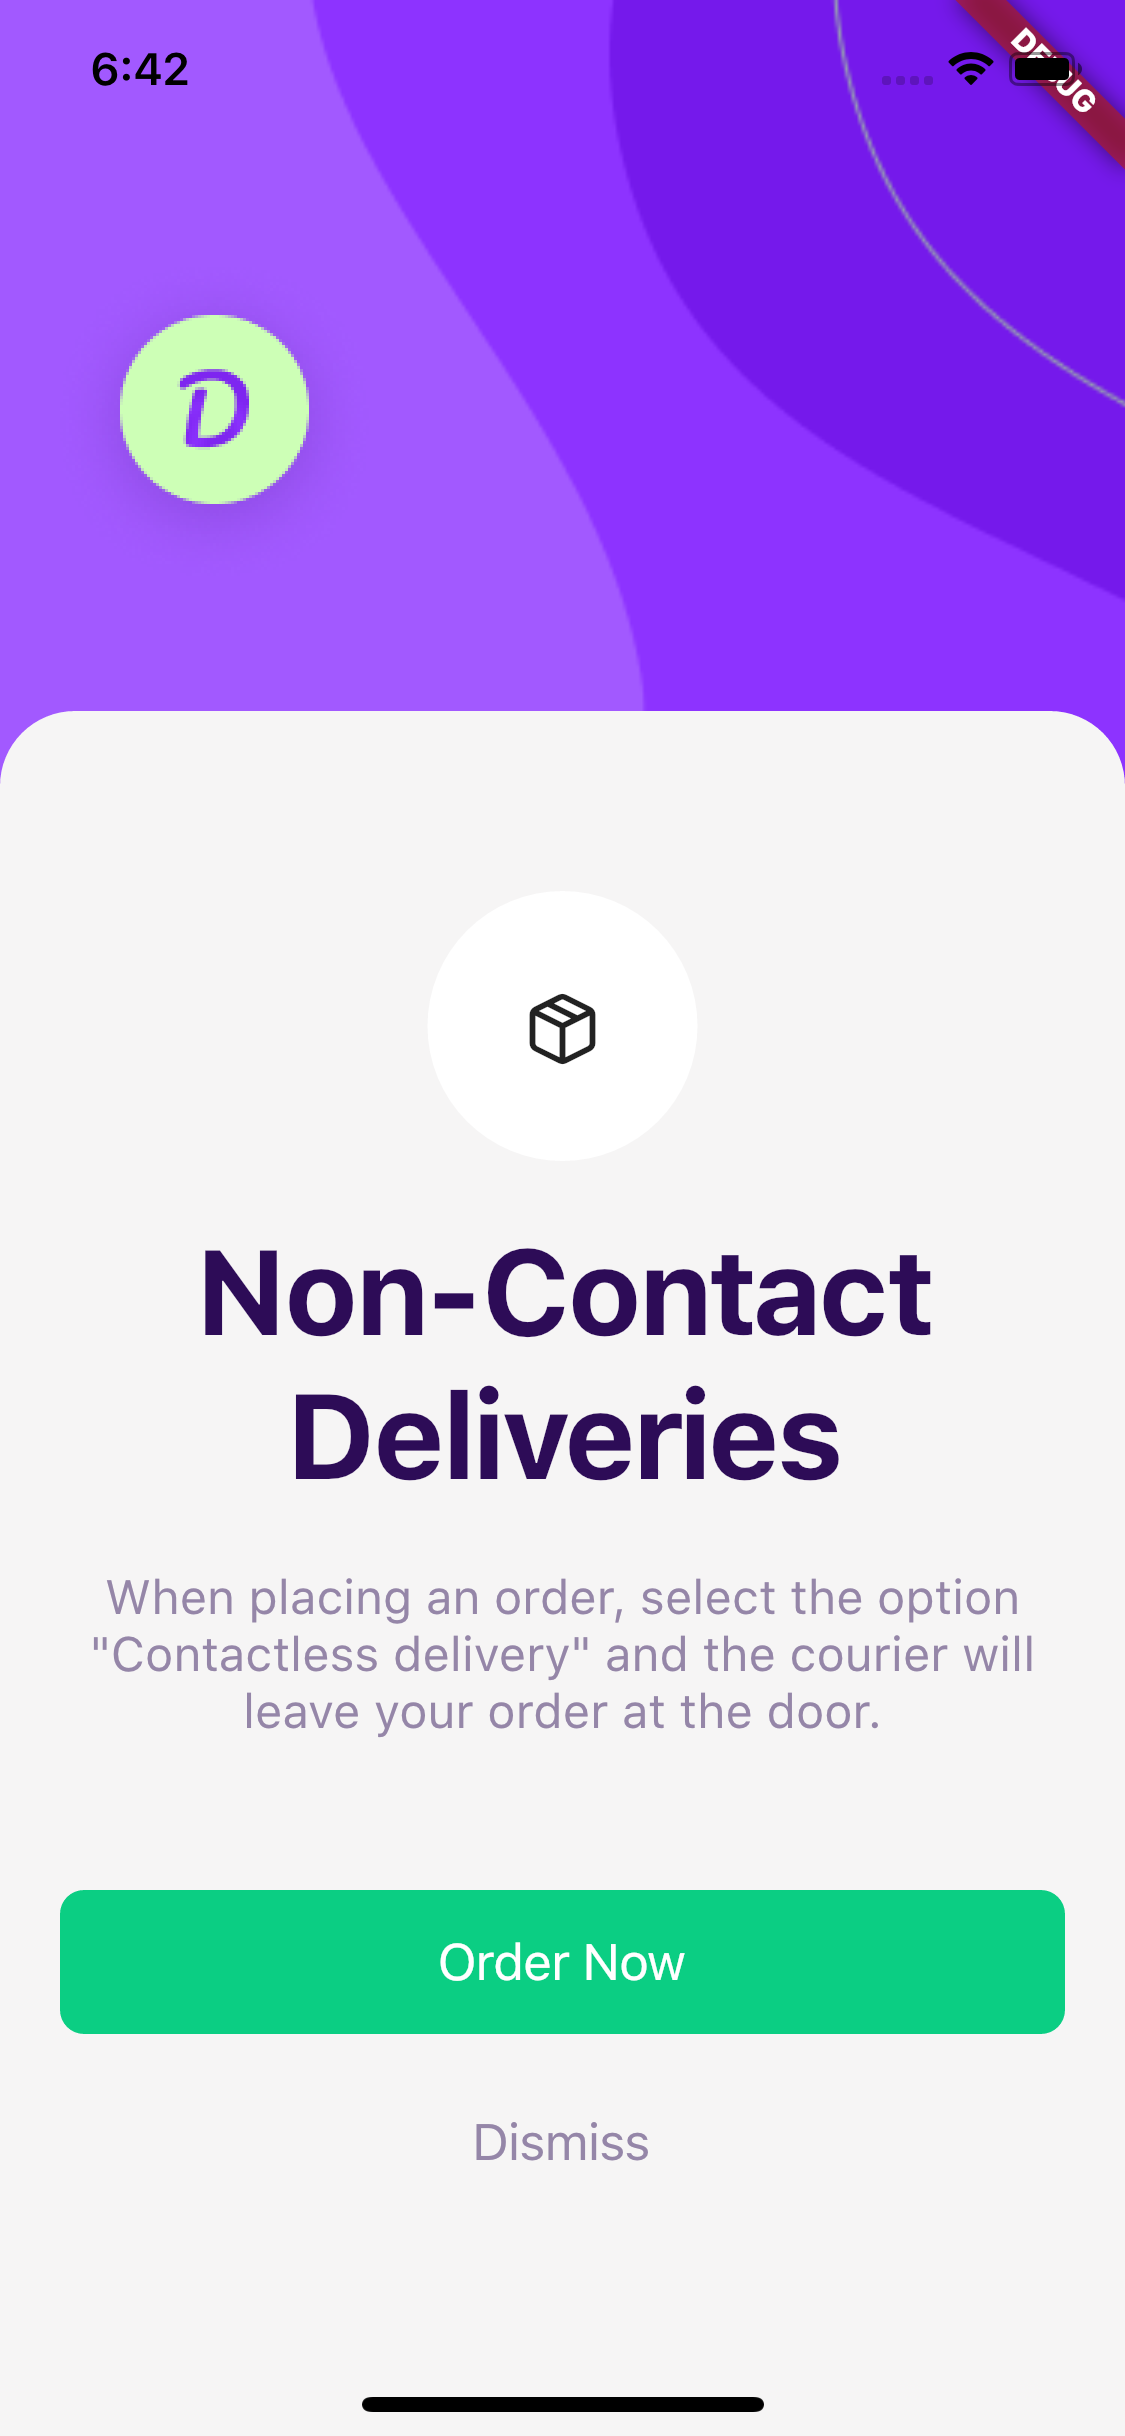 6:42
DEBUG
D
Non-Contact
Deliveries
When placing an order, select the option
"Contactless delivery" and the courier will
leave your order at the door.
Order Now
Dismiss